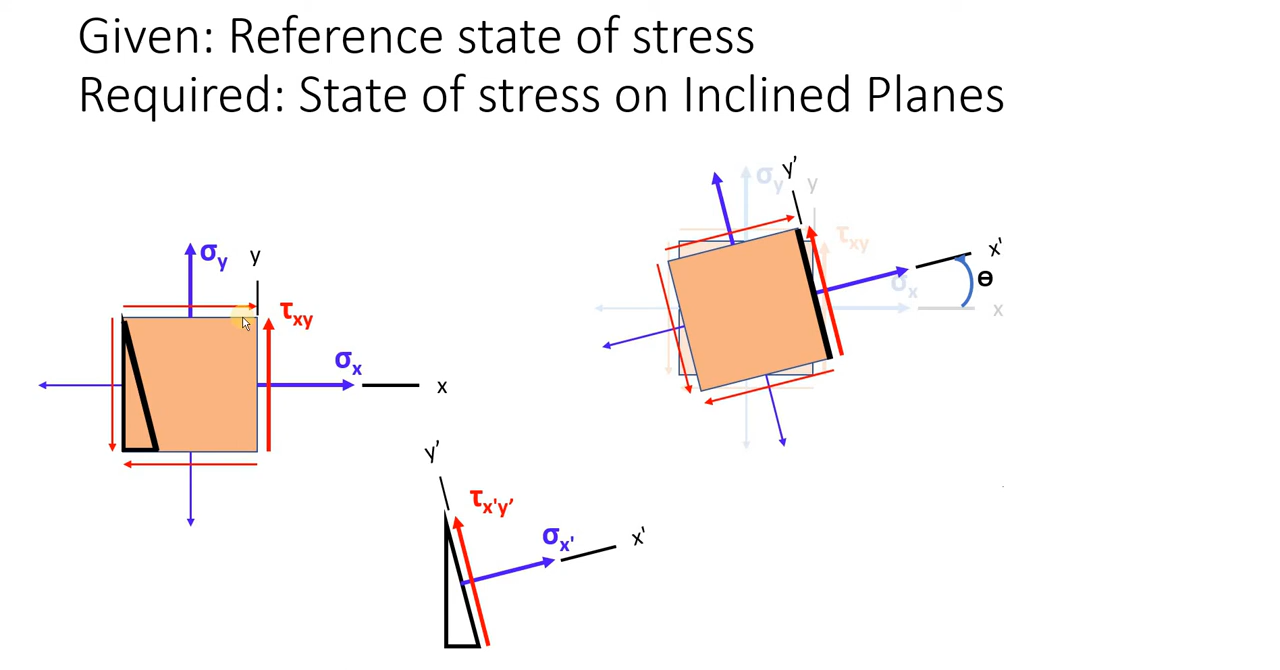 Given: Reference state of stress
Required: State of stress on Inclined Planes
σy
y
τxy
σx
x
y'
τx'y'
σx'
x'
σy
y'
y
τxy
x'
θ
σx
x